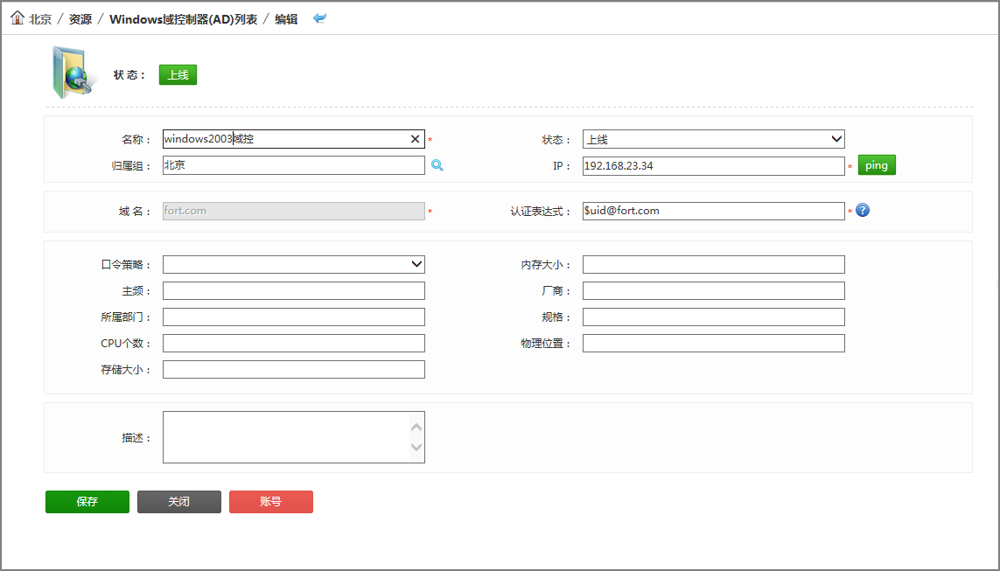 北京 / 资源 / Windows域控制器(AD)列表 / 编辑
状 态： 上线
名称： windows2003域控 * 状态： 上线
归属组： 北京 IP： 192.168.23.34 * ping
域 名： fort.com * 认证表达式： $uid@fort.com * ?
口令策略： 内存大小：
主频： 厂商：
所属部门： 规格：
CPU个数： 物理位置：
存储大小：
描述：
保存 关闭 账号